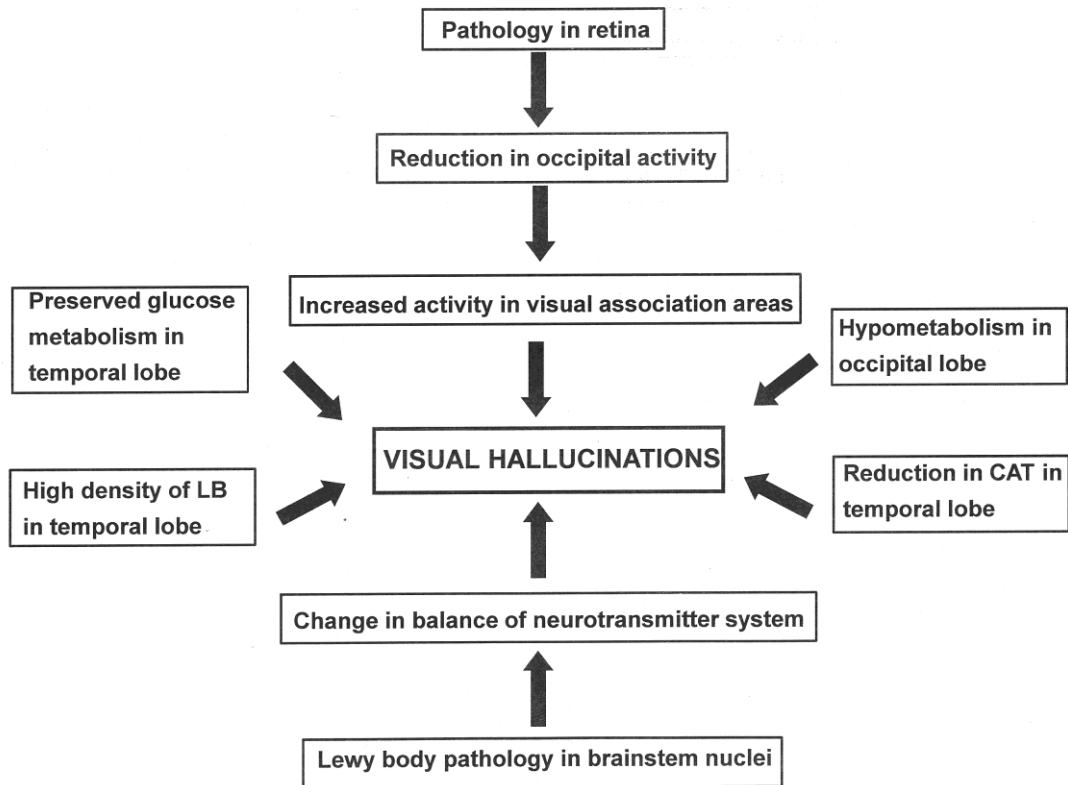 Pathology in retina
Reduction in occipital activity
Increased activity in visual association areas
Preserved glucose
metabolism in
temporal lobe
Hypometabolism in
occipital lobe
VISUAL HALLUCINATIONS
High density of LB
in temporal lobe
Reduction in CAT in
temporal lobe
Change in balance of neurotransmitter system
Lewy body pathology in brainstem nuclei